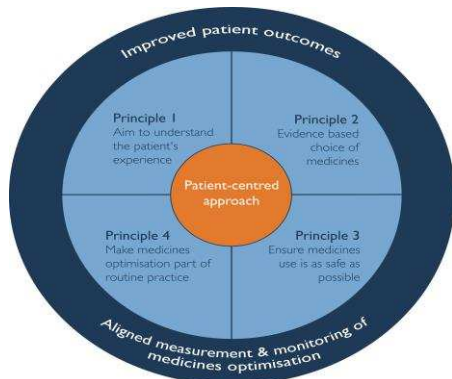 Improved patient outcomes
Principle 1
Aim to understand
the patient's
experience
Principle 2
Evidence based
choice of
medicines
Patient-centred
approach
Principle 4
Make medicines
optimisation part of
routine practice
Principle 3
Ensure medicines
use is as safe as
possible
Aligned measurement & monitoring of
medicines optimisation